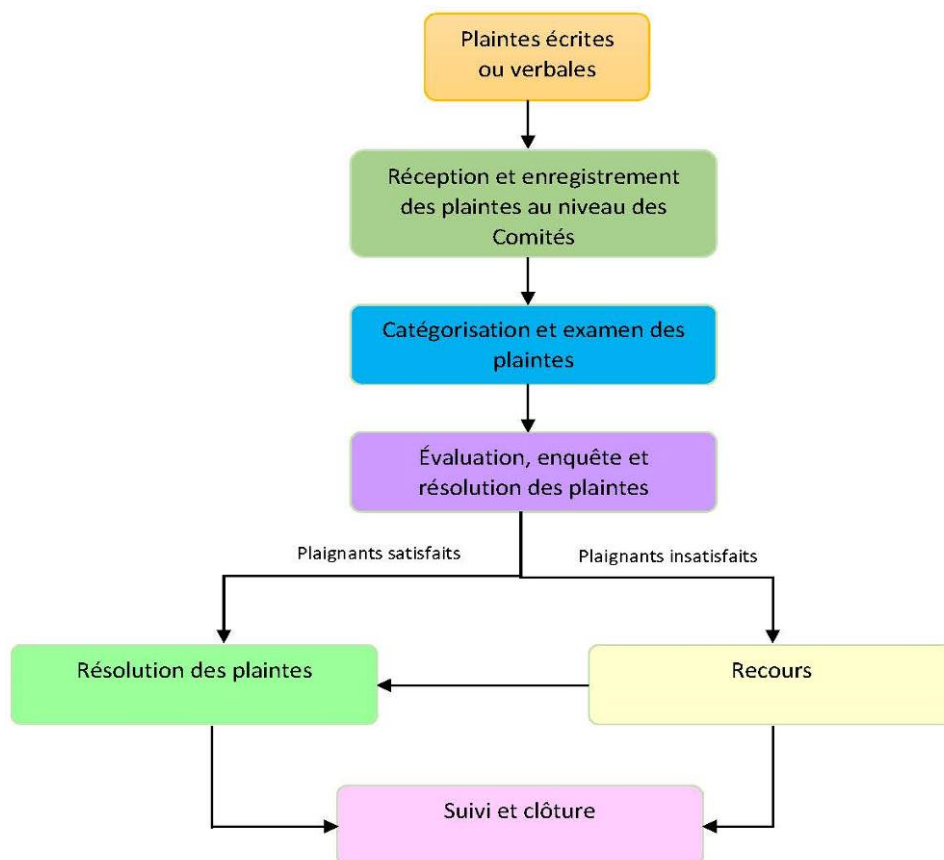 Plaintes écrites
ou verbales
Réception et enregistrement
des plaintes au niveau des
Comités
Catégorisation et examen des
plaintes
Évaluation, enquête et
résolution des plaintes
Plaignants satisfaits
Plaignants insatisfaits
Résolution des plaintes
Recours
Suivi et clôture